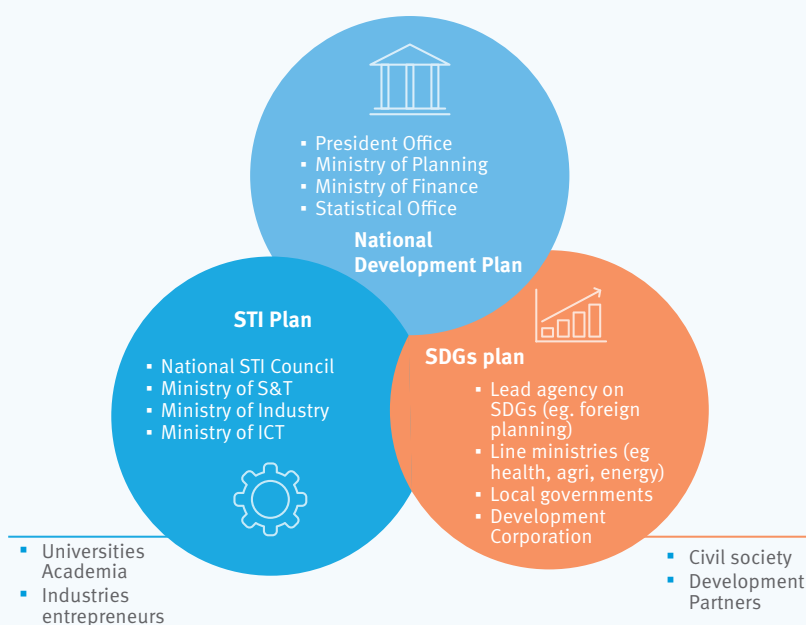 ▪ President Office
▪ Ministry of Planning
▪ Ministry of Finance
▪ Statistical Office
National
Development Plan
STI Plan
▪ National STI Council
▪ Ministry of S&T
▪ Ministry of Industry
▪ Ministry of ICT
SDGs plan
▪ Lead agency on
SDGs (eg. foreign
planning)
▪ Line ministries (eg
health, agri, energy)
▪ Local governments
▪ Development
Corporation
▪ Universities
Academia
▪ Industries
entrepreneurs
▪ Civil society
▪ Development
Partners